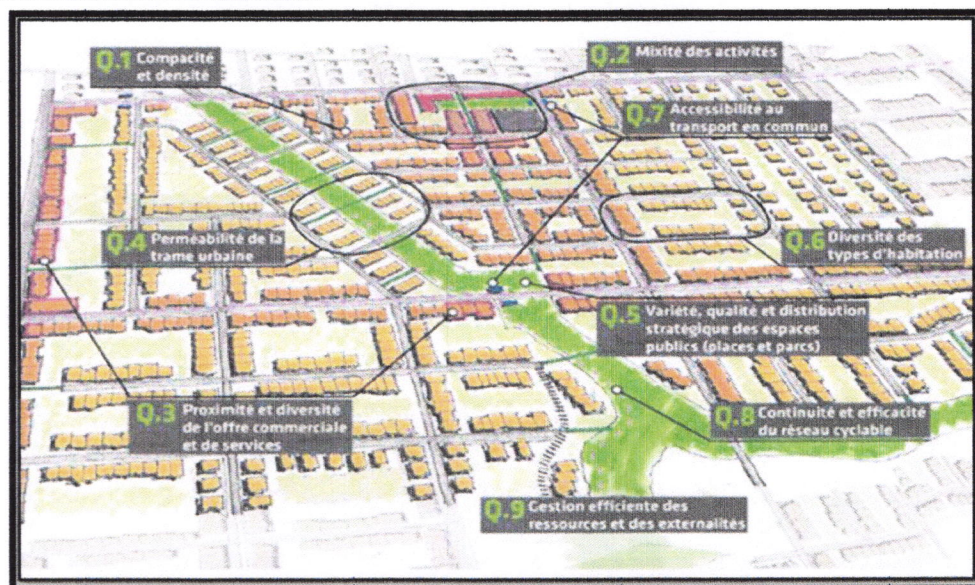 Q.1 Compacité
et densité
Q.2 Mixité des activités
Q.7 Accessibilite au
transport en commun
Q.4 Perméabilité de la
trame urbaine
Q.6 Diversité des
types d'habitation
Q.5 Variété, qualité et distribution
stratégique des espaces
publics (places et parcs)
Q.3 Proximité et diversité
de l'offre commerciale
et de services
Q.8 Continuité et efficacité
du réseau cyclable
Q.9 Gestion efficiente des
ressources et des externalités